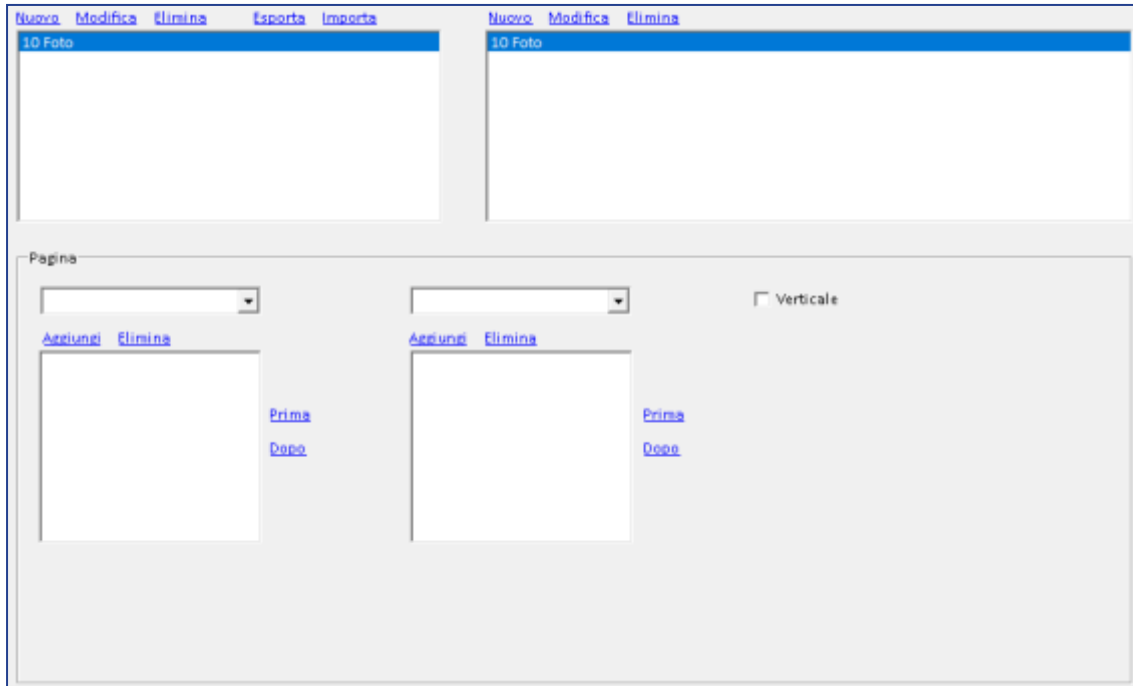 Nuovo Modifica Elimina Esporta Importa Nuovo Modifica Elimina
10 Foto 10 Foto
Pagina
Verticale
Aggiungi Elimina Aggiungi Elimina
Prima Prima
Dopo Dopo